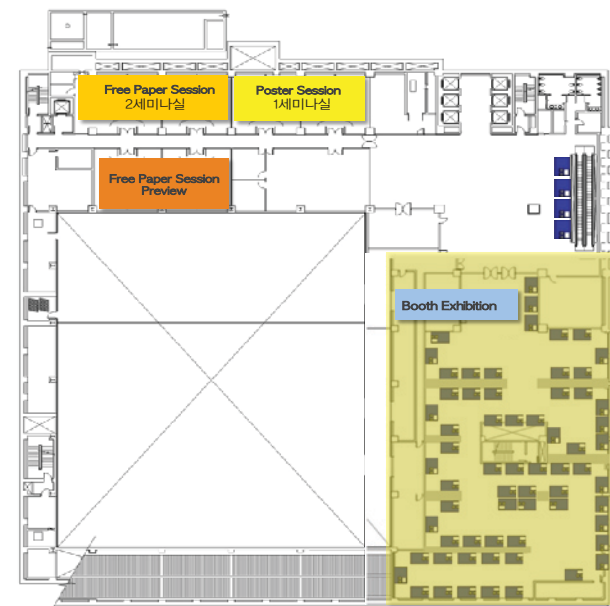 Free Paper Session
2세미나실
Poster Session
1세미나실
Free Paper Session
Preview
Booth Exhibition